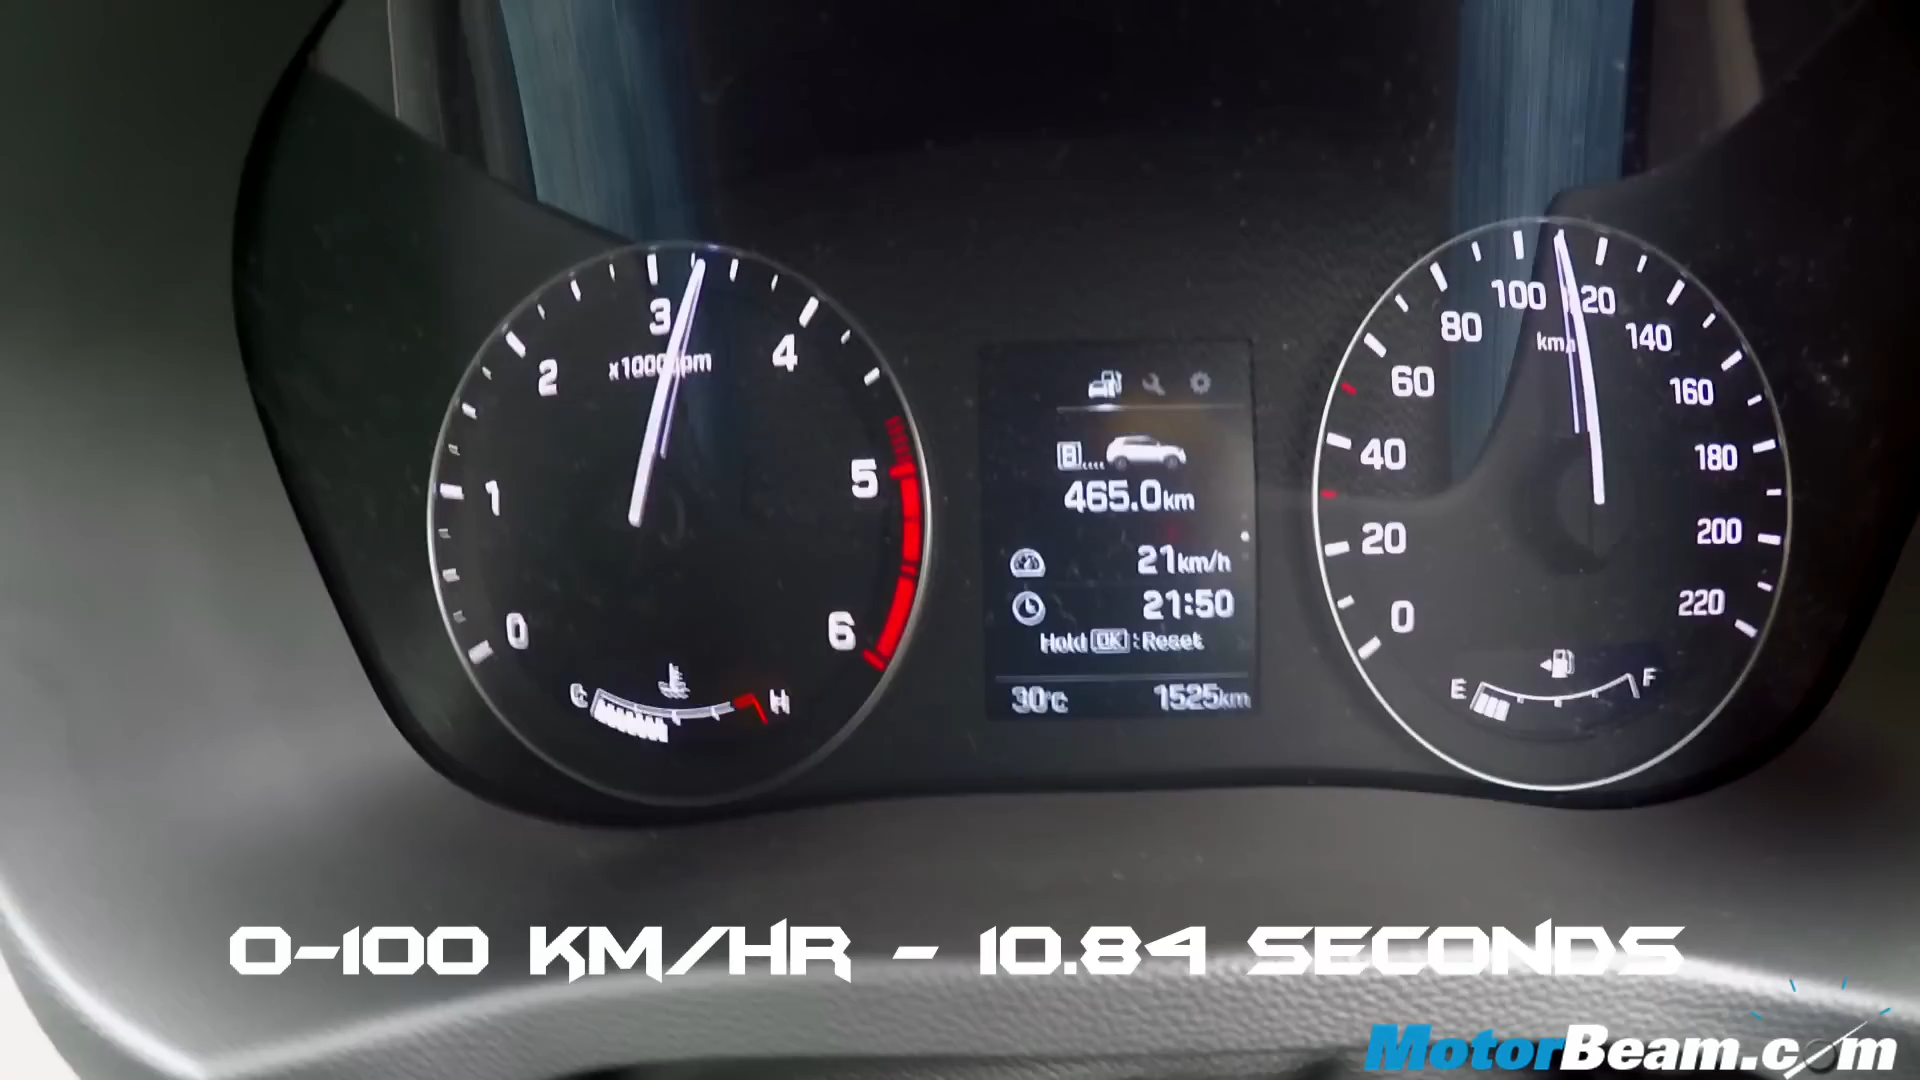 0
1
2
3
4
5
6
x1000rpm
C
H
B
465.0km
21km/h
21:50
Hold OK : Reset
30°C
1525km
0
20
40
60
80
100
120
140
160
180
200
220
km/h
E
F
0-100 KM/HR - 10.84 SECONDS
MotorBeam.com